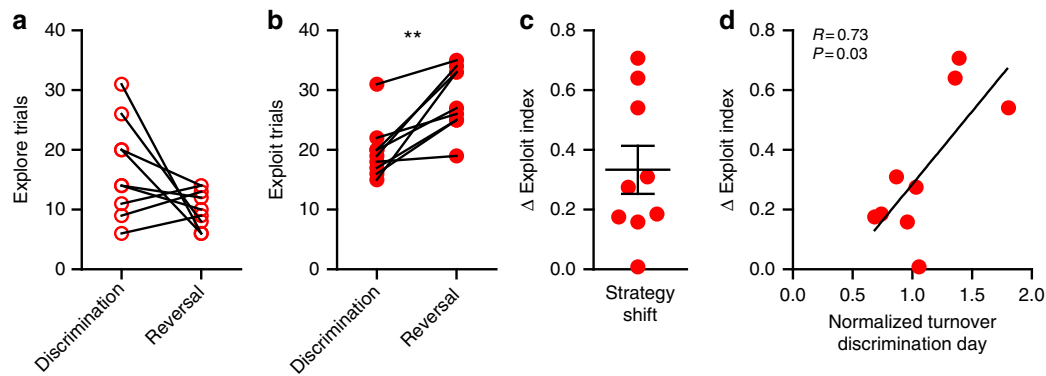 a
40
30
20
10
0
Explore trials
Discrimination
Reversal
b
**
40
30
20
10
0
Exploit trials
Discrimination
Reversal
c
0.8
0.6
0.4
0.2
0.0
Δ Exploit index
Strategy
shift
d
R=0.73
P=0.03
0.8
0.6
0.4
0.2
0.0
Δ Exploit index
0.0 0.5 1.0 1.5 2.0
Normalized turnover
discrimination day